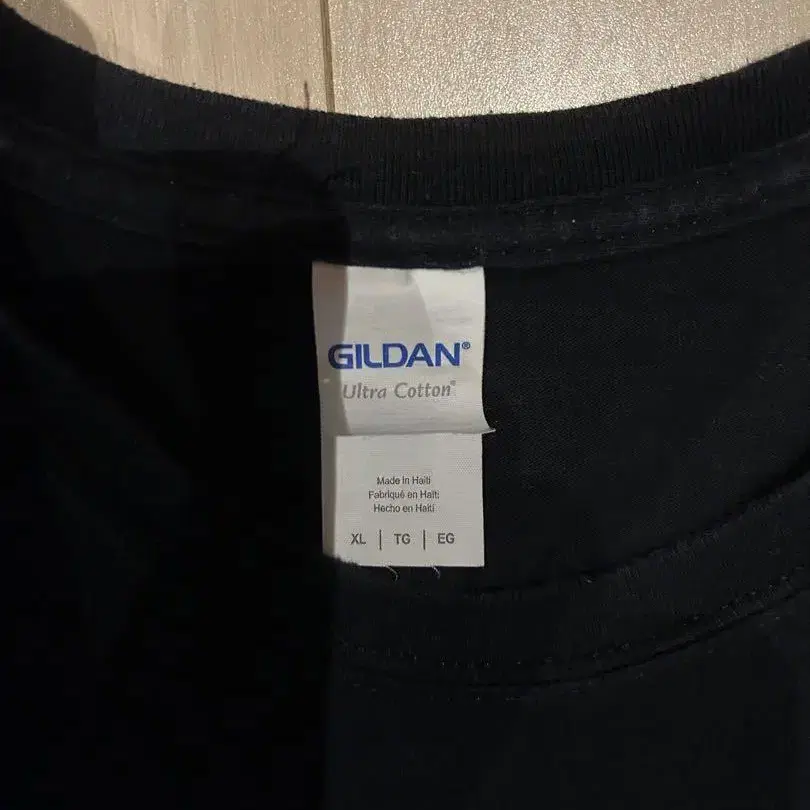 GILDAN®
Ultra Cotton®
Made in Haiti
Fabriqué en Haïti
Hecho en Haití
XL | TG | EG